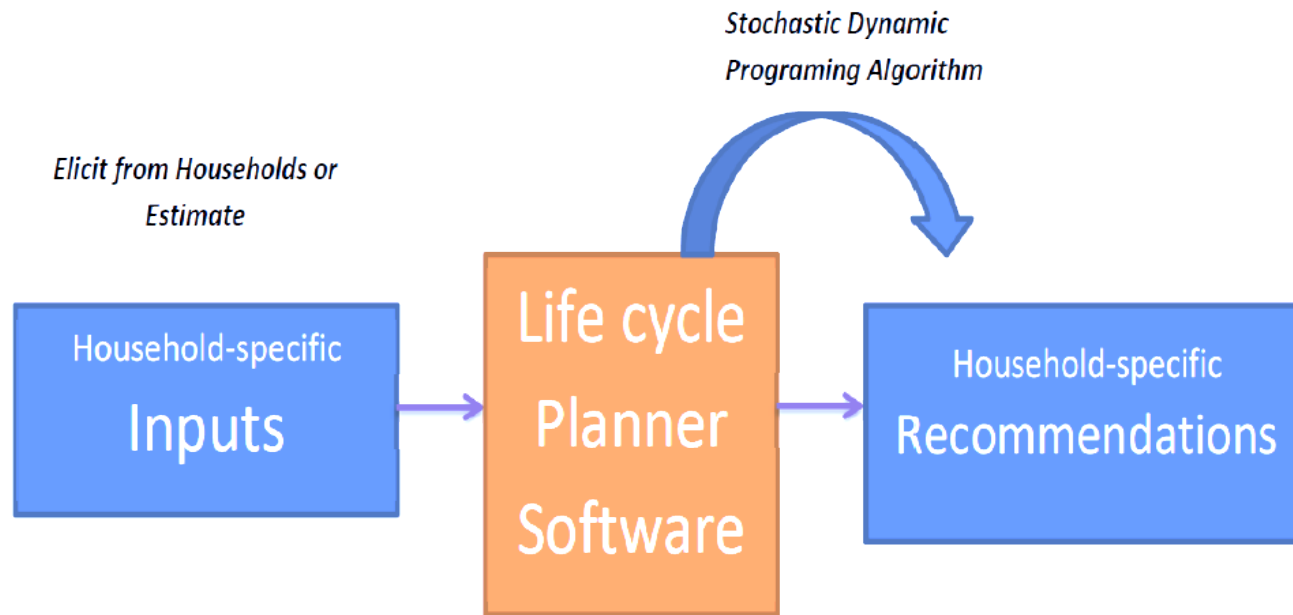 Stochastic Dynamic
Programing Algorithm
Elicit from Households or
Estimate
Household-specific
Inputs
Life cycle
Planner
Software
Household-specific
Recommendations